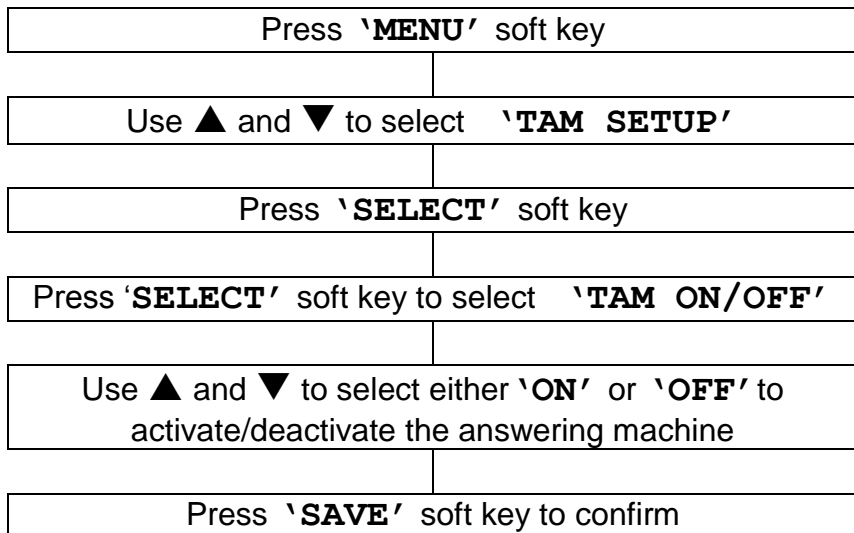 Press ‵MENU′ soft key
Use ▲ and ▼ to select ‵TAM SETUP′
Press ‵SELECT′ soft key
Press ‘SELECT′ soft key to select ‵TAM ON/OFF′
Use ▲ and ▼ to select either ‵ON′ or ‵OFF′ to
activate/deactivate the answering machine
Press ‵SAVE′ soft key to confirm